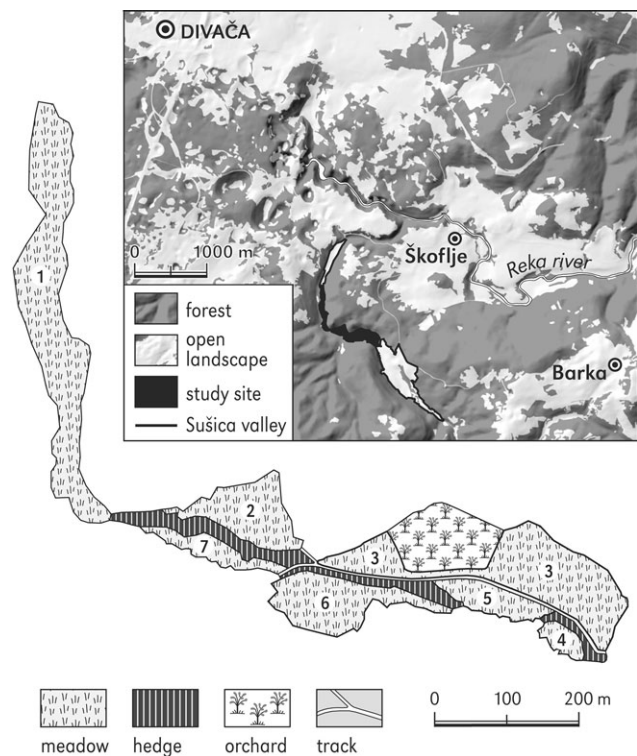 DIVAČA
0 1000 m
Škoflje
Reka river
forest
open
landscape
study site
Barka
Sušica valley
1
2
7
3
3
6
5
4
meadow
hedge
orchard
track
0 100 200 m